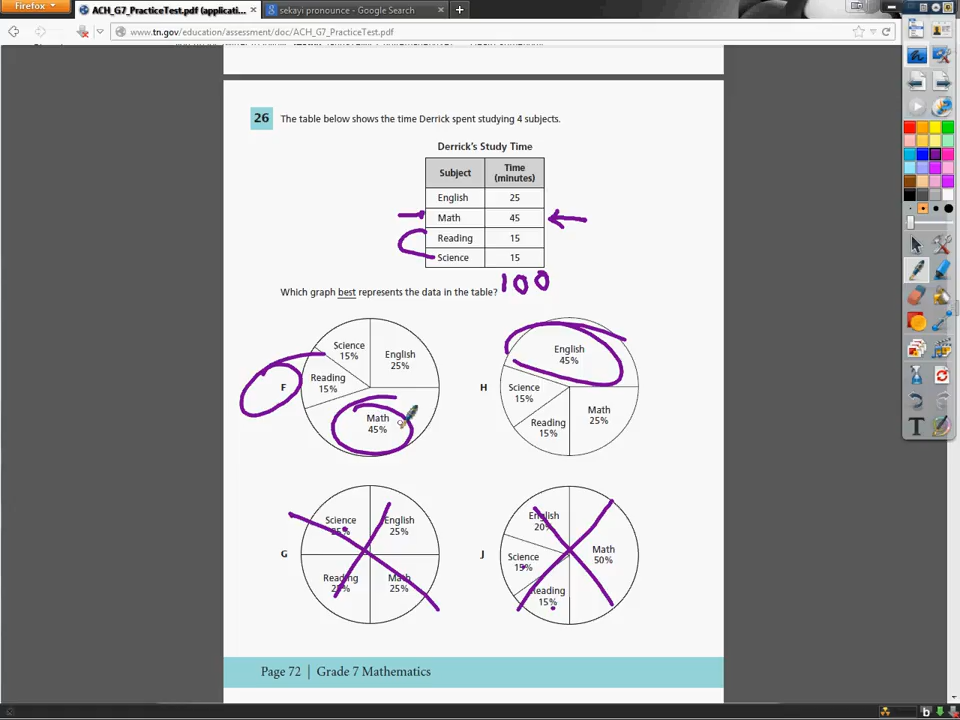 Firefox
ACH_G7_PracticeTest.pdf (applicati...
sekayi pronounce - Google Search
www.tn.gov/education/assessment/doc/ACH_G7_PracticeTest.pdf
26
The table below shows the time Derrick spent studying 4 subjects.
Derrick's Study Time
Subject Time (minutes)
English 25
Math 45
Reading 15
Science 15
100
Which graph best represents the data in the table?
F
Science 15%
English 25%
Reading 15%
Math 45%
H
English 45%
Science 15%
Reading 15%
Math 25%
G
Science 25%
English 25%
Reading 25%
Math 25%
J
English 20%
Math 50%
Science 15%
Reading 15%
Page 72 | Grade 7 Mathematics